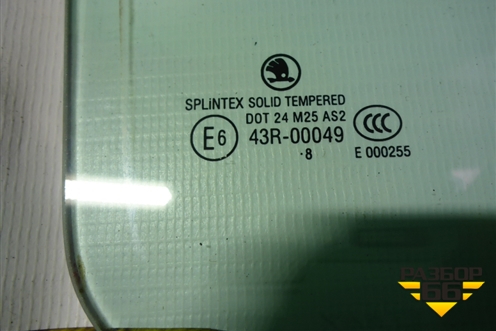 SPLiNTEX SOLID TEMPERED
DOT 24 M25 AS2
E6 43R-00049 CCC
·8 E 000255
РАЗБОР
66